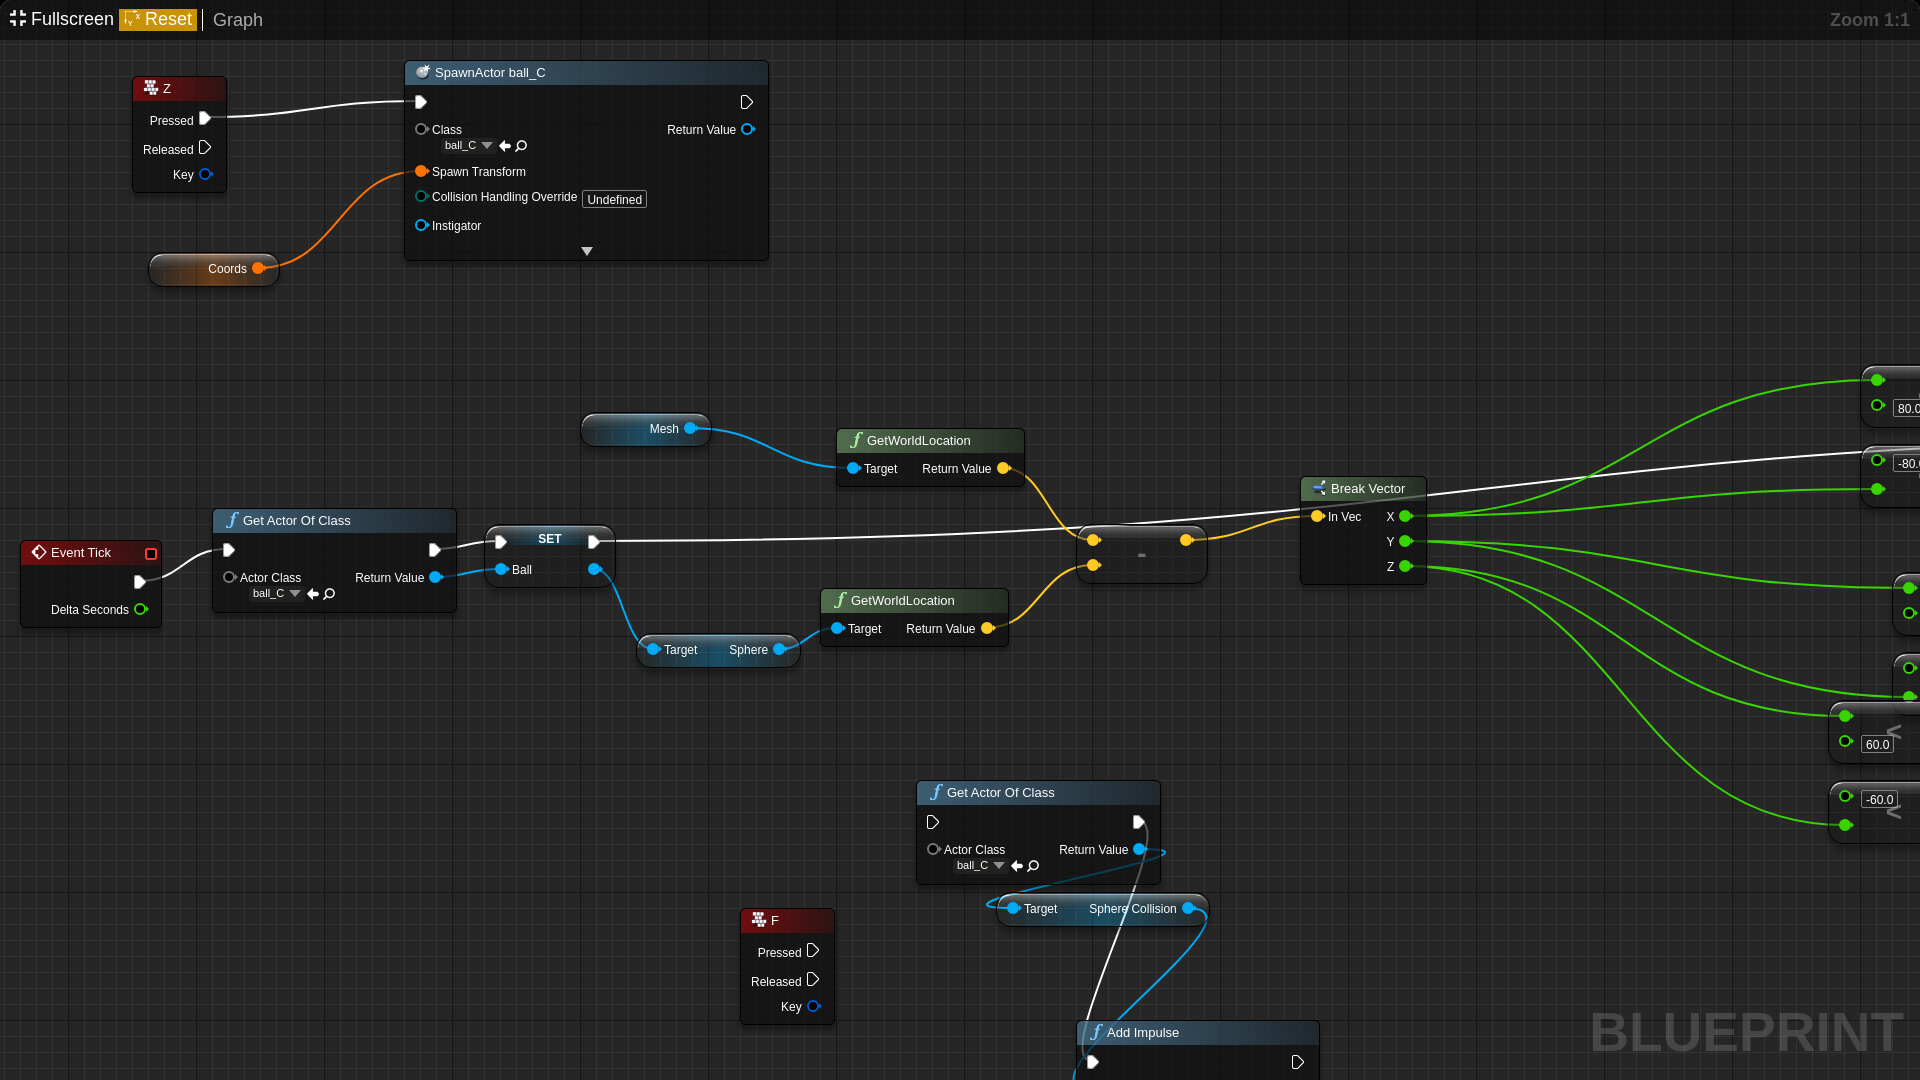 Fullscreen Reset Graph Zoom 1:1
Z
Pressed
Released
Key
SpawnActor ball_C
Class
ball_C
Return Value
Spawn Transform
Collision Handling Override Undefined
Instigator
Coords
Mesh
GetWorldLocation
Target Return Value
80.0
-80.
Event Tick
Delta Seconds
Get Actor Of Class
Actor Class Return Value
ball_C
SET
Ball
Target Sphere
GetWorldLocation
Target Return Value
-
Break Vector
In Vec X
Y
Z
<
60.0
-60.0
<
Get Actor Of Class
Actor Class Return Value
ball_C
Target Sphere Collision
F
Pressed
Released
Key
Add Impulse
BLUEPRINT